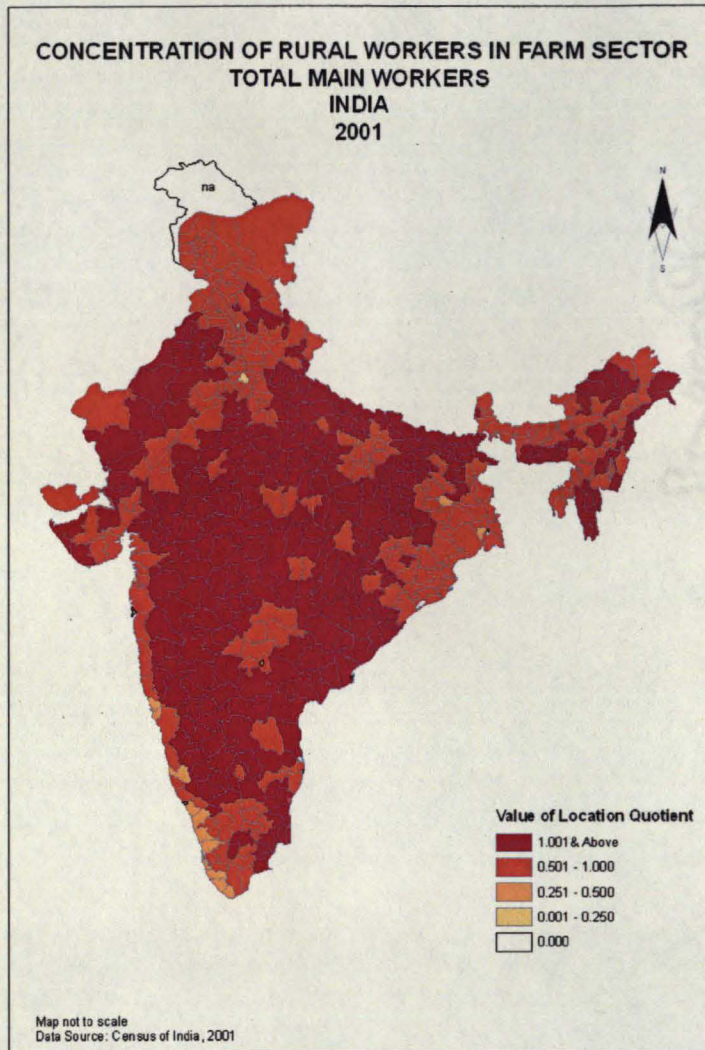 CONCENTRATION OF RURAL WORKERS IN FARM SECTOR
TOTAL MAIN WORKERS
INDIA
2001
na
N
S
Value of Location Quotient
1.001 & Above
0.501 - 1.000
0.251 - 0.500
0.001 - 0.250
0.000
Map not to scale
Data Source: Census of India, 2001